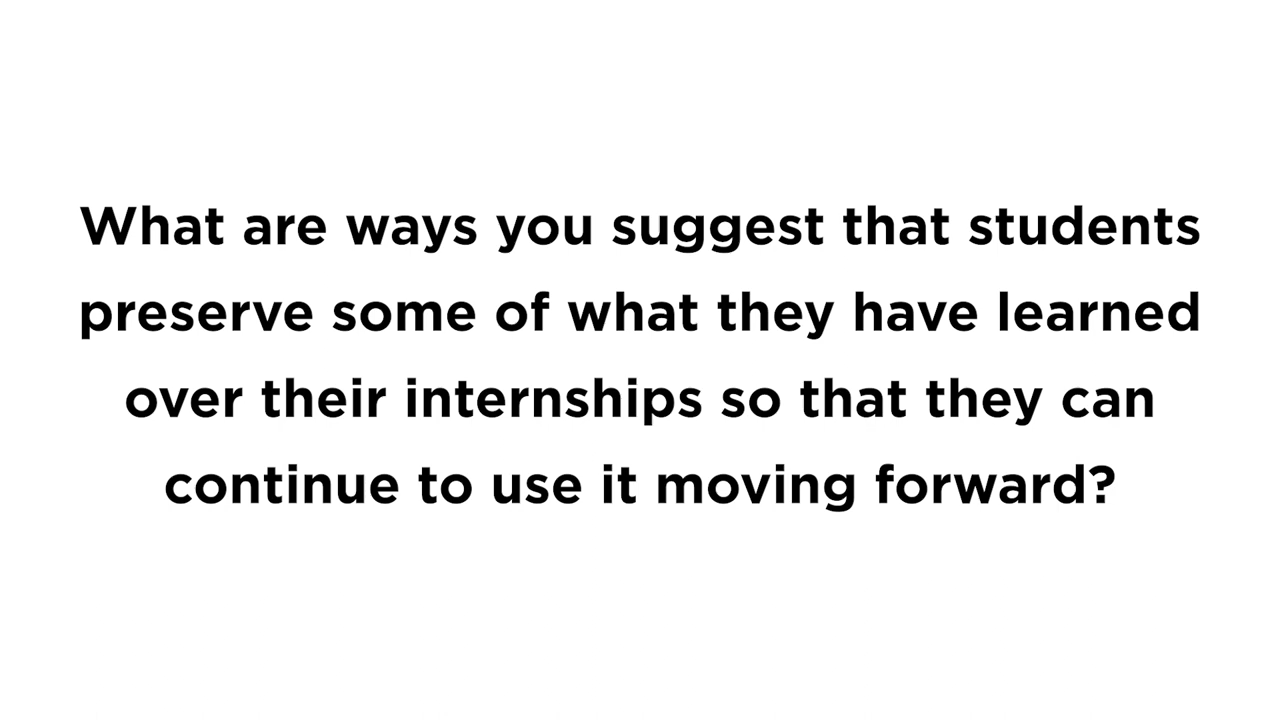 What are ways you suggest that students
preserve some of what they have learned
over their internships so that they can
continue to use it moving forward?